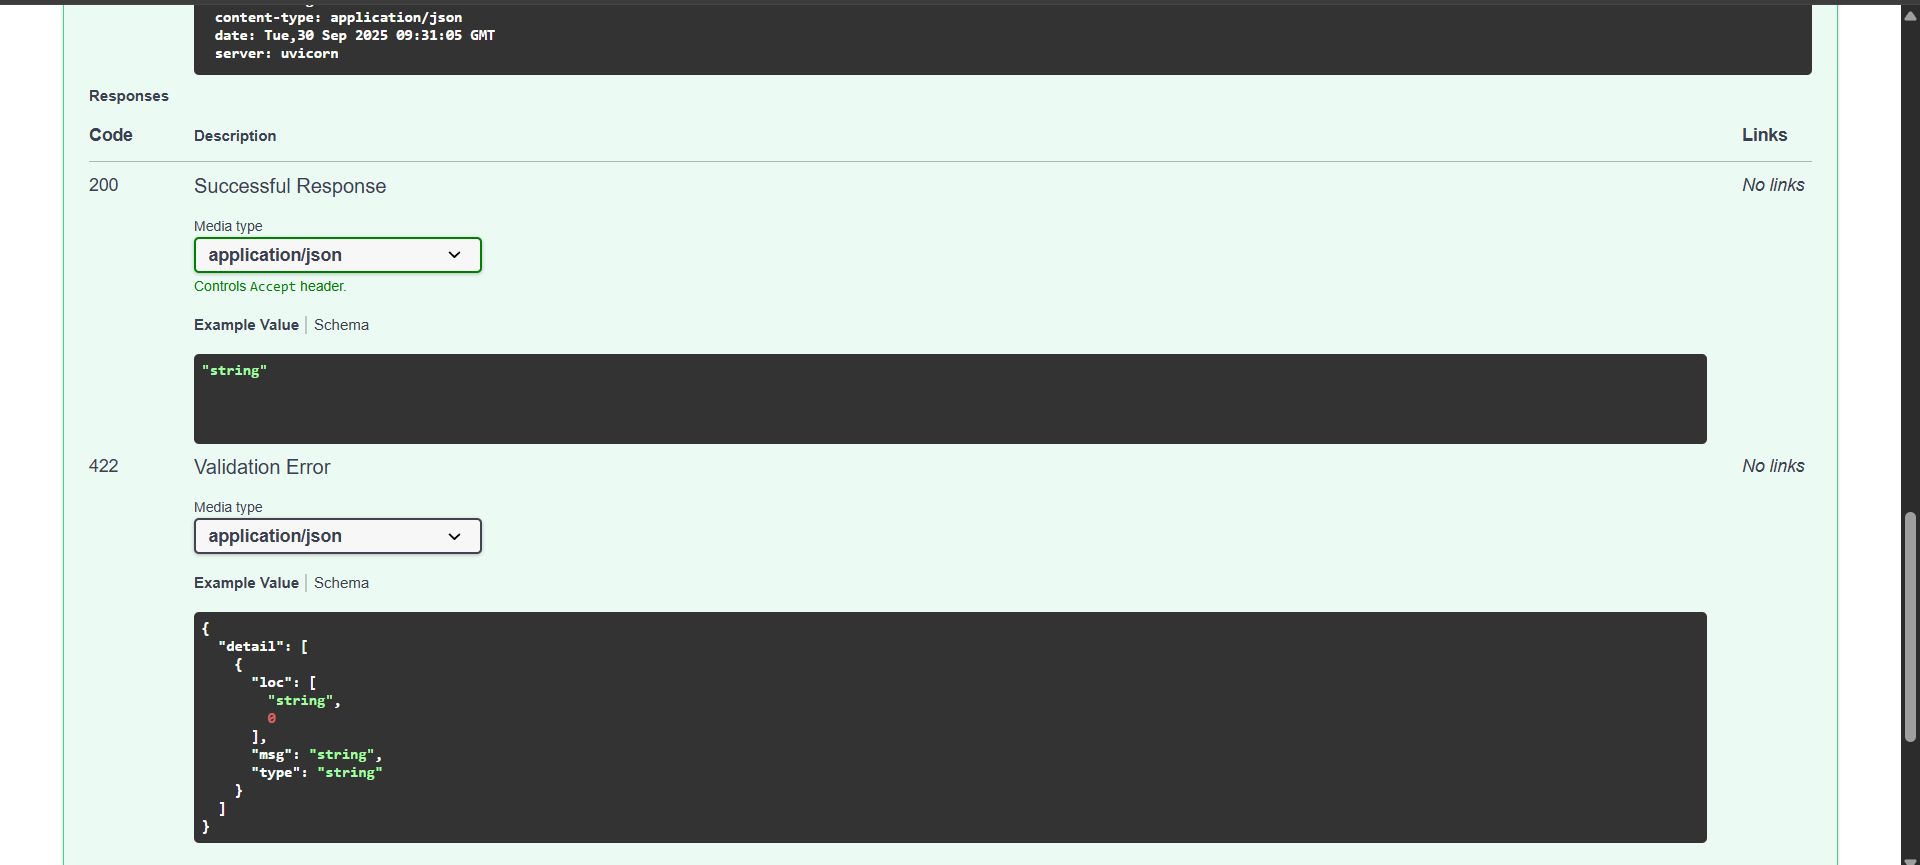 content-type: application/json
date: Tue,30 Sep 2025 09:31:05 GMT
server: uvicorn
Responses
Code Description Links
200 Successful Response No links
Media type
application/json
Controls Accept header.
Example Value Schema
"string"
422 Validation Error No links
Media type
application/json
Example Value Schema
{
"detail": [
{
"loc": [
"string",
0
],
"msg": "string",
"type": "string"
}
]
}